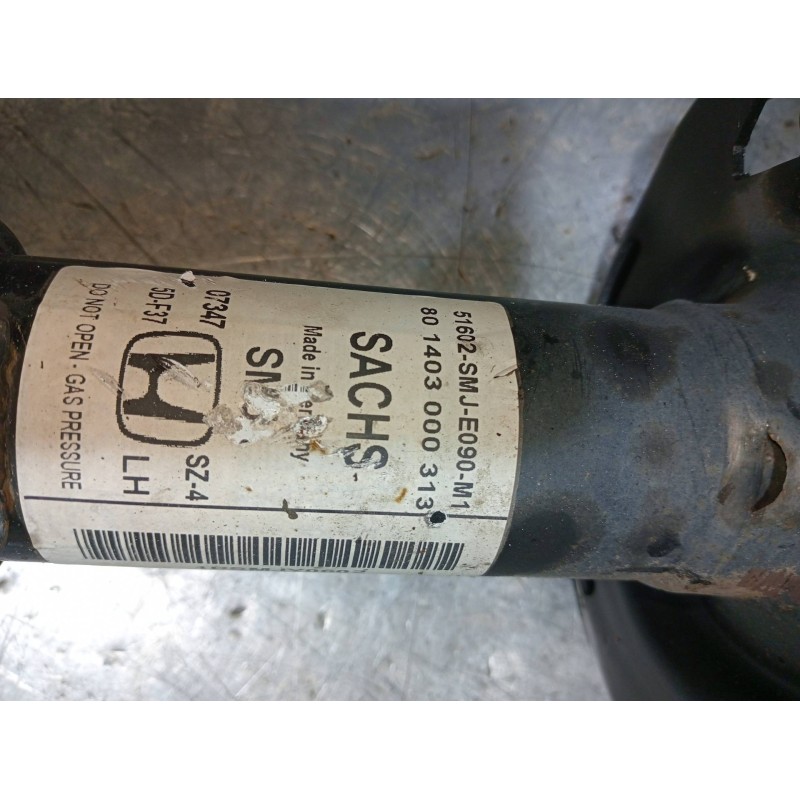 51602-SMJ-E090-M1
80 1403 000 313
SACHS
Made in Germany
07347
5D-F37
SZ-4
LH
DO NOT OPEN - GAS PRESSURE